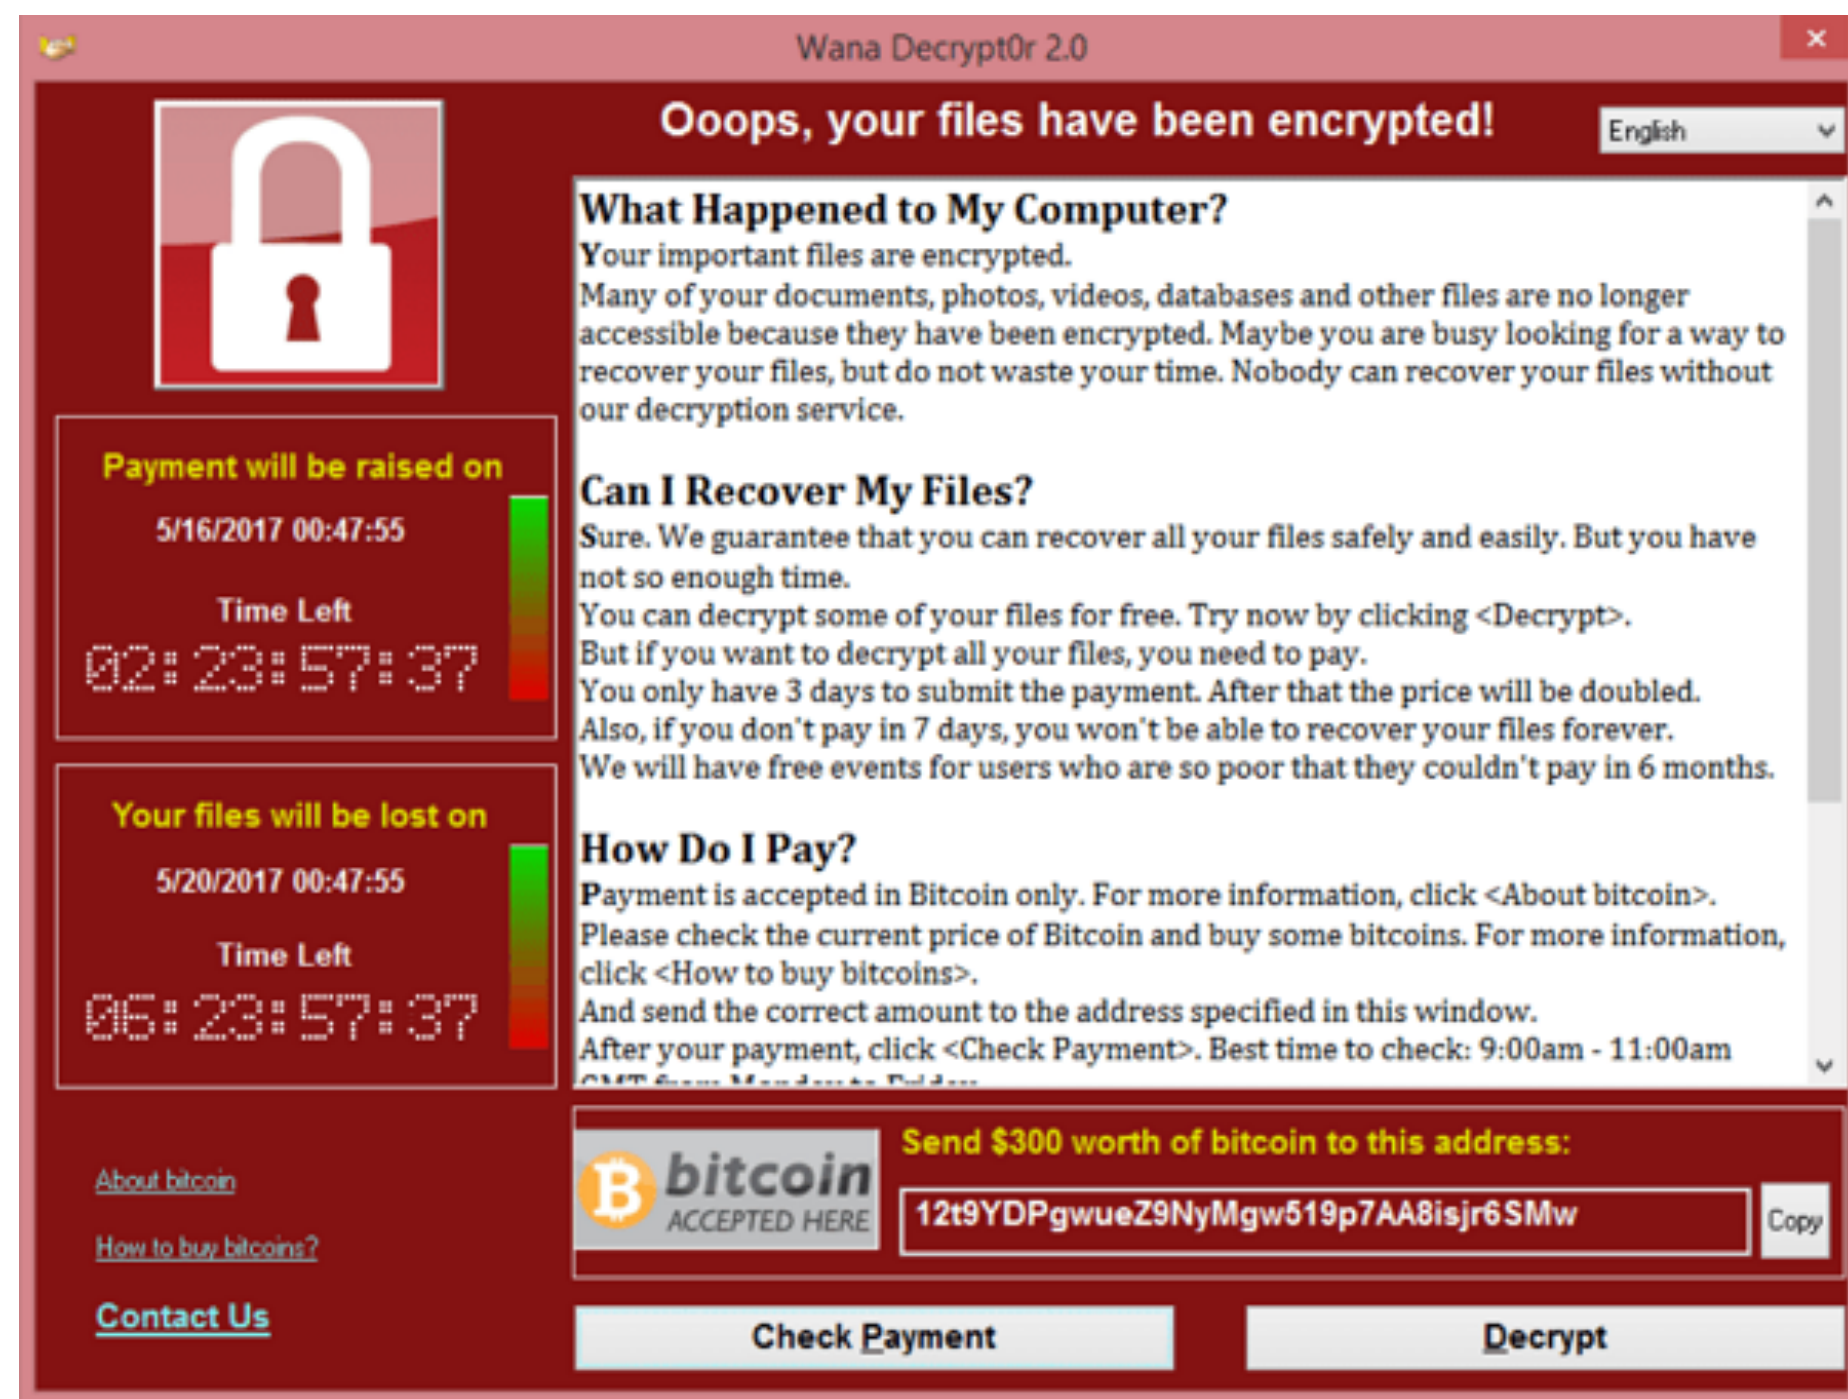 Wana Decrypt0r 2.0
Ooops, your files have been encrypted!
English
What Happened to My Computer?
Your important files are encrypted.
Many of your documents, photos, videos, databases and other files are no longer
accessible because they have been encrypted. Maybe you are busy looking for a way to
recover your files, but do not waste your time. Nobody can recover your files without
our decryption service.
Can I Recover My Files?
Sure. We guarantee that you can recover all your files safely and easily. But you have
not so enough time.
You can decrypt some of your files for free. Try now by clicking <Decrypt>.
But if you want to decrypt all your files, you need to pay.
You only have 3 days to submit the payment. After that the price will be doubled.
Also, if you don't pay in 7 days, you won't be able to recover your files forever.
We will have free events for users who are so poor that they couldn't pay in 6 months.
How Do I Pay?
Payment is accepted in Bitcoin only. For more information, click <About bitcoin>.
Please check the current price of Bitcoin and buy some bitcoins. For more information,
click <How to buy bitcoins>.
And send the correct amount to the address specified in this window.
After your payment, click <Check Payment>. Best time to check: 9:00am - 11:00am
GMT from Monday to Friday.
Payment will be raised on
5/16/2017 00:47:55
Time Left
02:23:57:37
Your files will be lost on
5/20/2017 00:47:55
Time Left
06:23:57:37
About bitcoin
How to buy bitcoins?
Contact Us
bitcoin
ACCEPTED HERE
Send $300 worth of bitcoin to this address:
12t9YDPgwueZ9NyMgw519p7AA8isjr6SMw
Copy
Check Payment
Decrypt